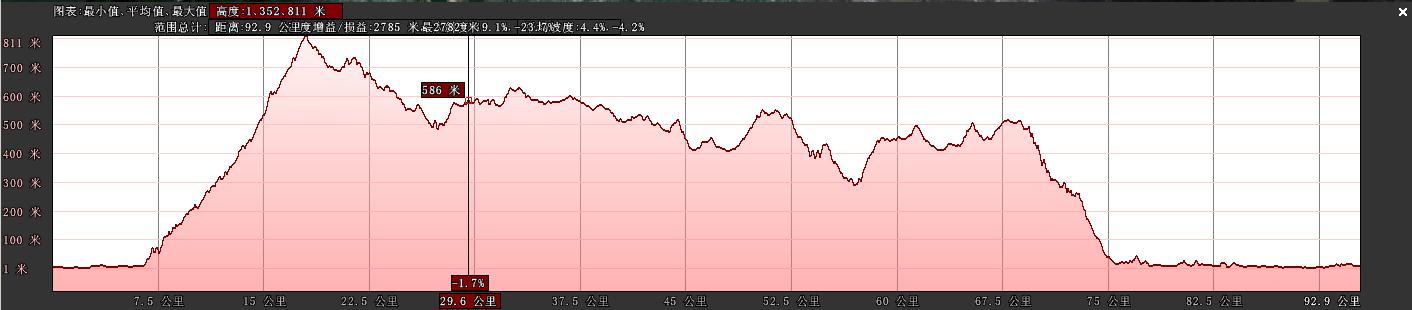 图表:最小值、平均值、最大值 高度:1,352,811 米
范围总计: 距离:92.9 公里 增益/损益:2785 米, -2782 米 9.1%, -23.7% 坡度:4.4%, -4.2%
811 米
700 米
600 米
586 米
500 米
400 米
300 米
200 米
100 米
1 米
-1.7%
7.5 公里 15 公里 22.5 公里 29.6 公里 37.5 公里 45 公里 52.5 公里 60 公里 67.5 公里 75 公里 82.5 公里 92.9 公里